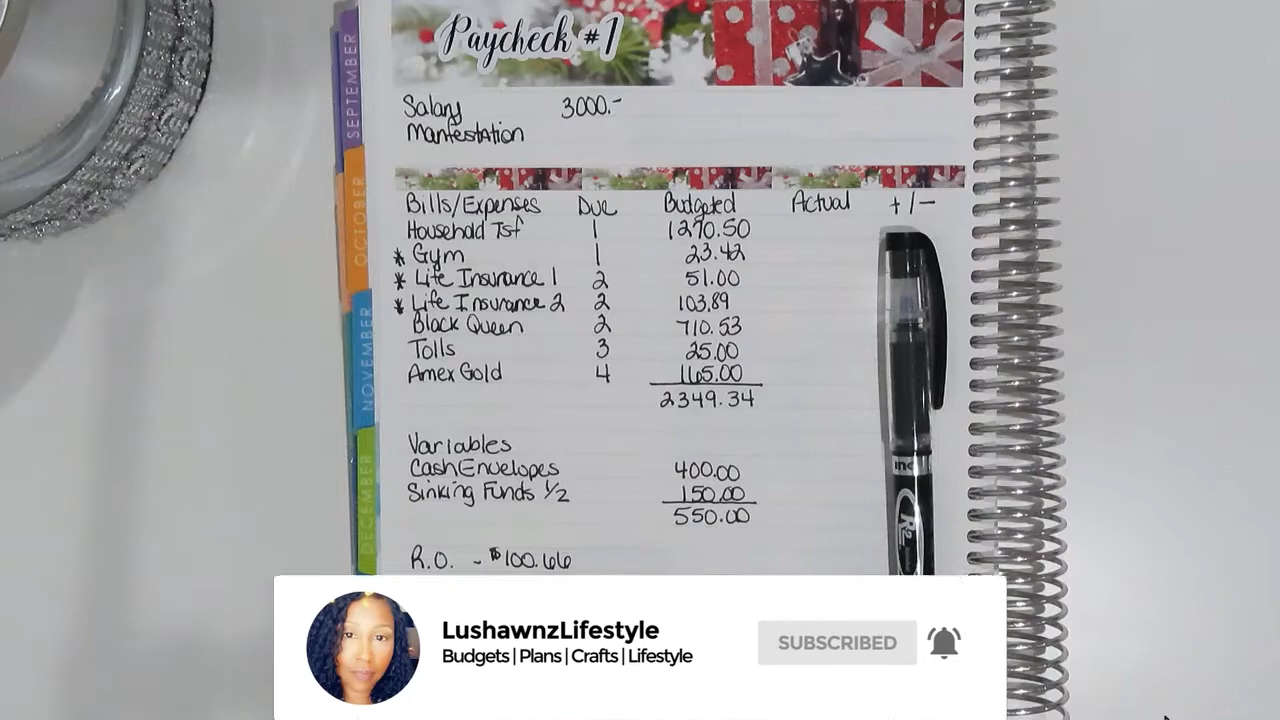 Paycheck #1
Salary 3000.-
Manfestation
Bills/Expenses Due Budgeted Actual +/-
Household Tsf 1 1270.50
* Gym 1 23.42
* Life Insurance 1 2 51.00
* Life Insurance 2 2 103.89
Black Queen 2 710.53
Tolls 3 25.00
Amex Gold 4 165.00
2349.34
Variables
Cash Envelopes 400.00
Sinking Funds 1/2 150.00
550.00
R.O. - $100.66
SEPTEMBER
OCTOBER
NOVEMBER
DECEMBER
R2
LushawnzLifestyle
Budgets | Plans | Crafts | Lifestyle
SUBSCRIBED